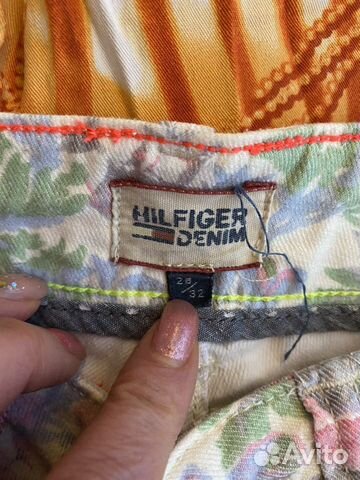 HILFIGER
DENIM
28/32
Avito